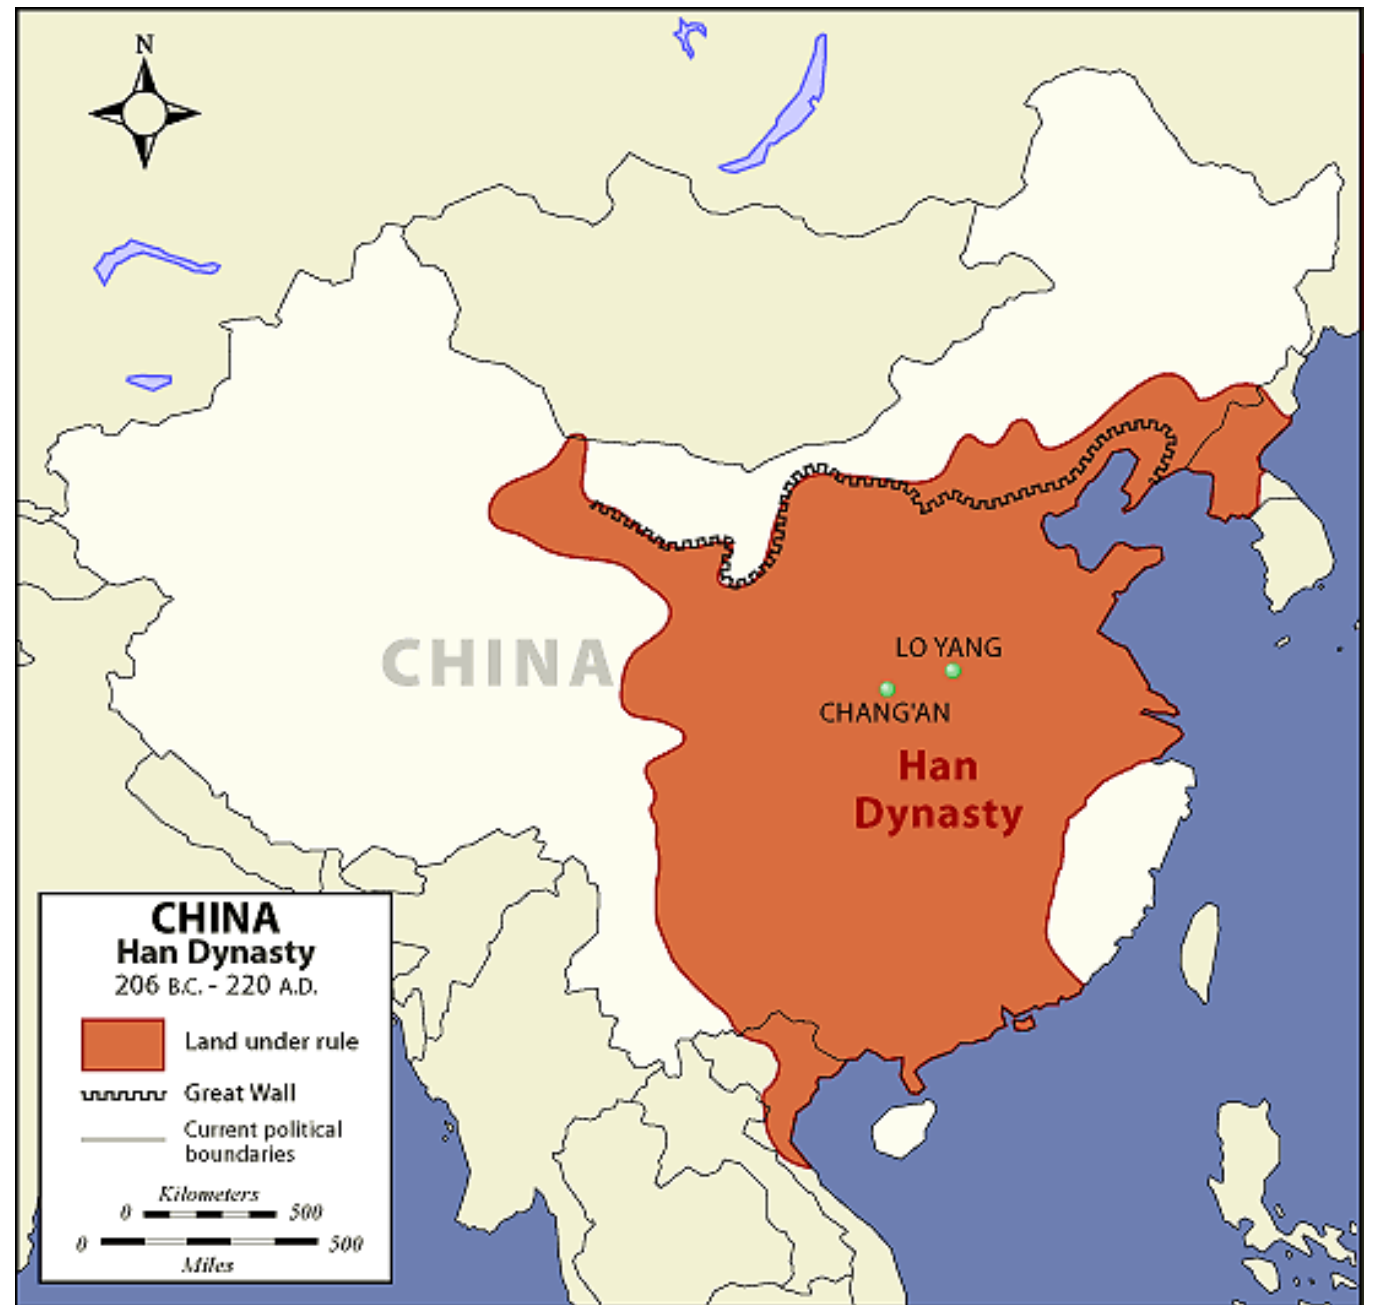 N
CHINA
LO YANG
CHANG'AN
Han
Dynasty
CHINA
Han Dynasty
206 B.C. - 220 A.D.
Land under rule
Great Wall
Current political
boundaries
Kilometers
0 500
0 500
Miles